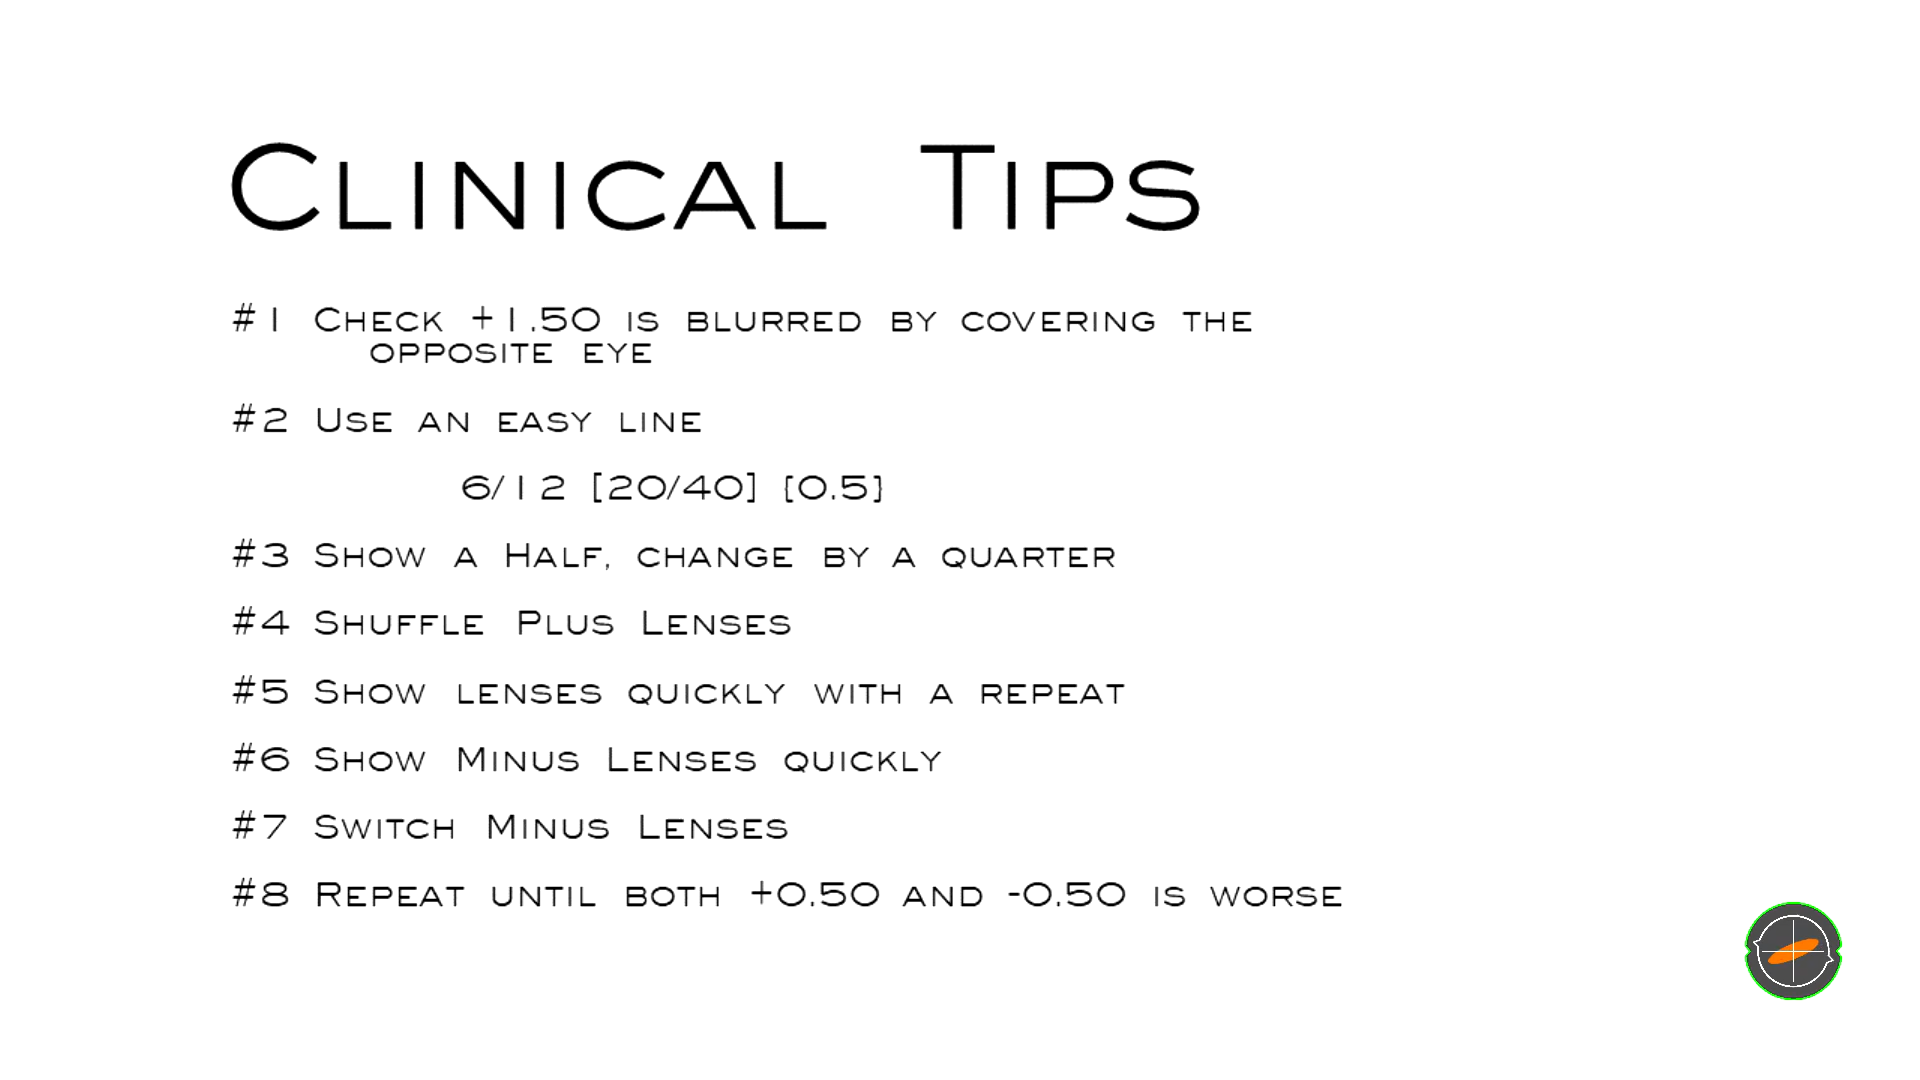 Clinical Tips
#1 Check +1.50 is blurred by covering the
opposite eye
#2 Use an easy line
6/12 [20/40] {0.5}
#3 Show a Half, change by a quarter
#4 Shuffle Plus Lenses
#5 Show lenses quickly with a repeat
#6 Show Minus Lenses quickly
#7 Switch Minus Lenses
#8 Repeat until both +0.50 and -0.50 is worse